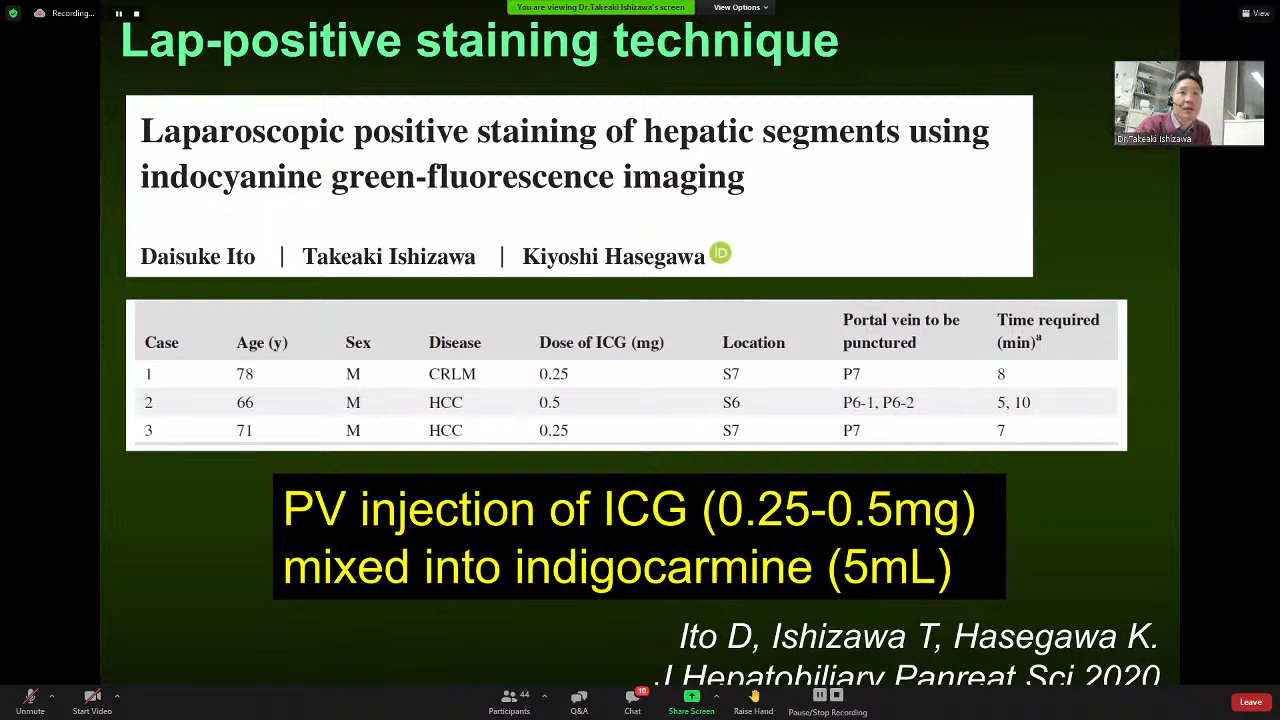 Recording...
You are viewing Dr.Takeaki Ishizawa's screen
View Options
View
Lap-positive staining technique
Dr.Takeaki Ishizawa
Laparoscopic positive staining of hepatic segments using
indocyanine green-fluorescence imaging
Daisuke Ito | Takeaki Ishizawa | Kiyoshi Hasegawa iD
Case Age (y) Sex Disease Dose of ICG (mg) Location Portal vein to be punctured Time required (min)a
1 78 M CRLM 0.25 S7 P7 8
2 66 M HCC 0.5 S6 P6-1, P6-2 5, 10
3 71 M HCC 0.25 S7 P7 7
PV injection of ICG (0.25-0.5mg)
mixed into indigocarmine (5mL)
Ito D, Ishizawa T, Hasegawa K.
J Hepatobiliary Panreat Sci 2020
Unmute Start Video Participants 44 Q&A Chat 10 Share Screen Raise Hand Pause/Stop Recording Leave